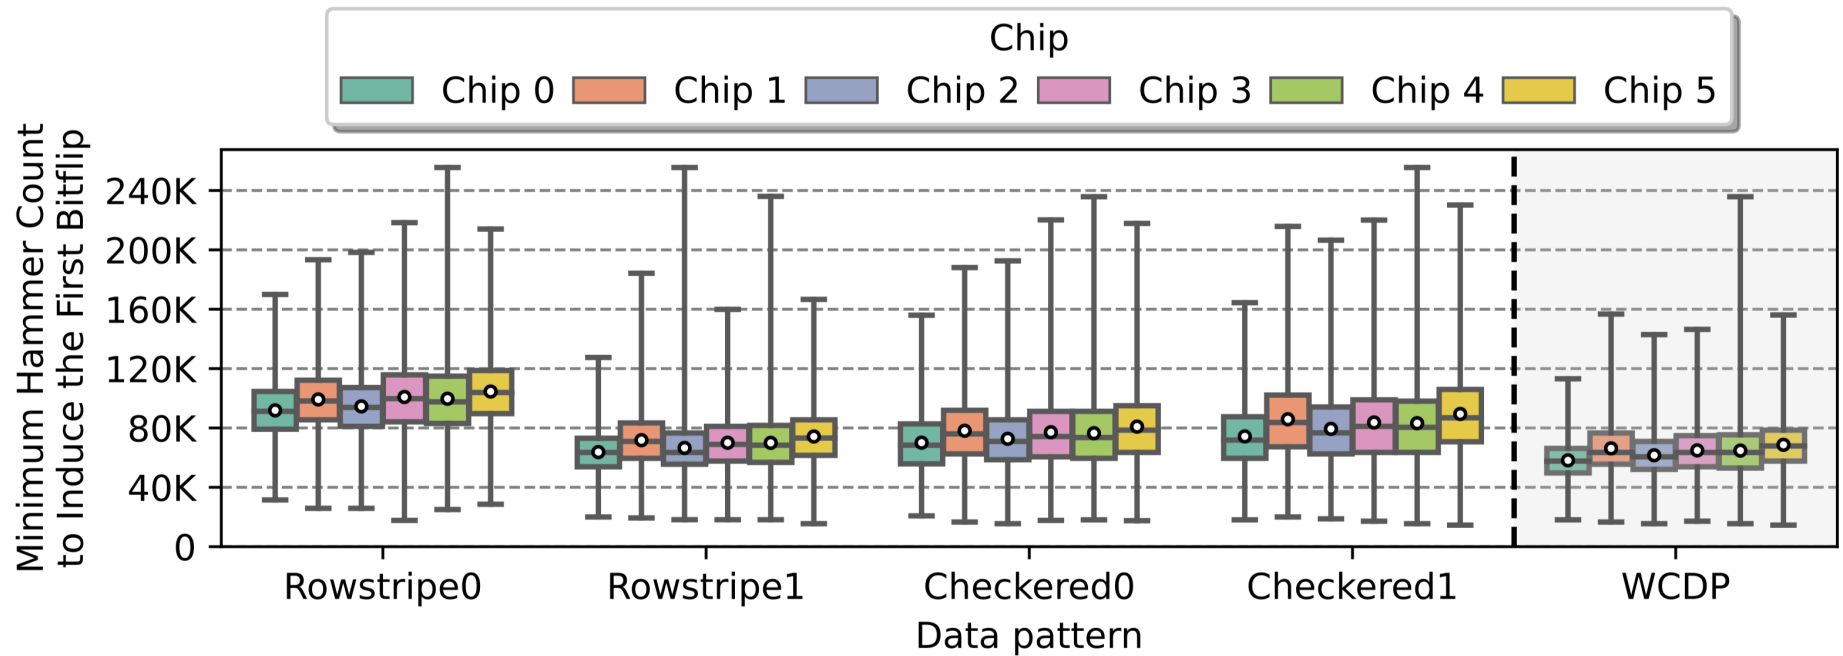 Chip
Chip 0 Chip 1 Chip 2 Chip 3 Chip 4 Chip 5
Minimum Hammer Count
to Induce the First Bitflip
240K
200K
160K
120K
80K
40K
0
Rowstripe0 Rowstripe1 Checkered0 Checkered1 WCDP
Data pattern